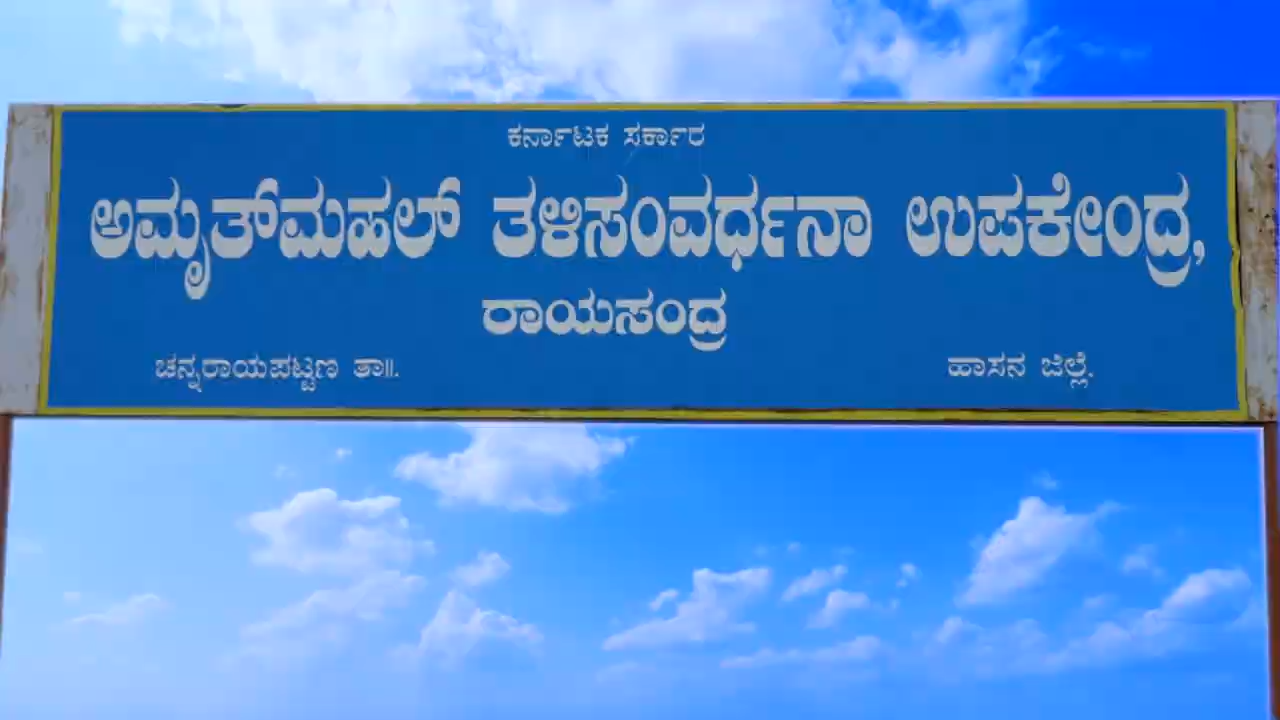 ಕರ್ನಾಟಕ ಸರ್ಕಾರ
ಅಮೃತ್‌ಮಹಲ್ ತಳಿಸಂವರ್ಧನಾ ಉಪಕೇಂದ್ರ,
ರಾಯಸಂದ್ರ
ಚನ್ನರಾಯಪಟ್ಟಣ ತಾ॥. ಹಾಸನ ಜಿಲ್ಲೆ.